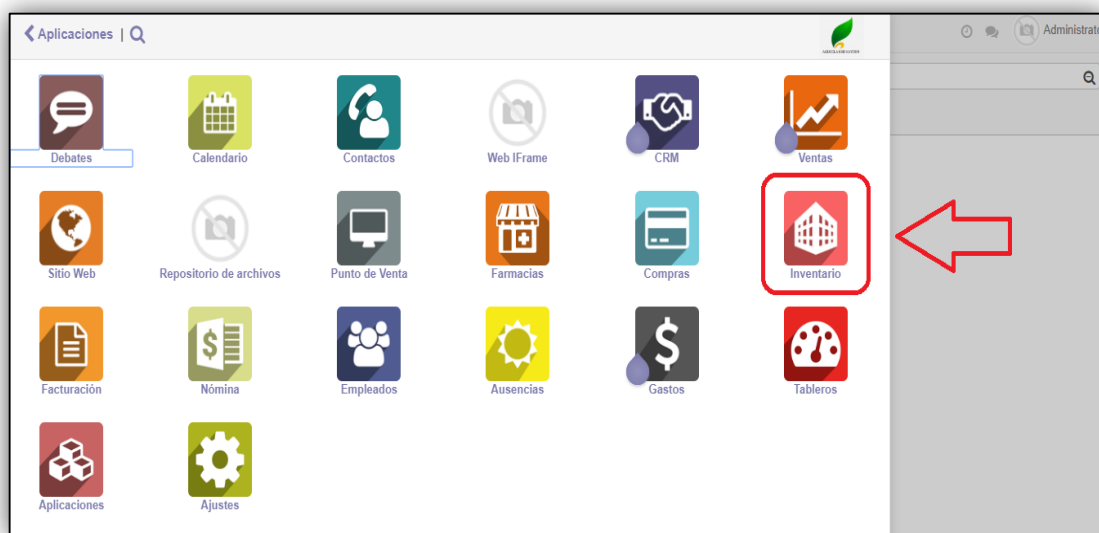 Aplicaciones |
Administrato
Debates
Calendario
Contactos
Web IFrame
CRM
Ventas
Sitio Web
Repositorio de archivos
Punto de Venta
Farmacias
Compras
Inventario
Facturación
Nómina
Empleados
Ausencias
Gastos
Tableros
Aplicaciones
Ajustes